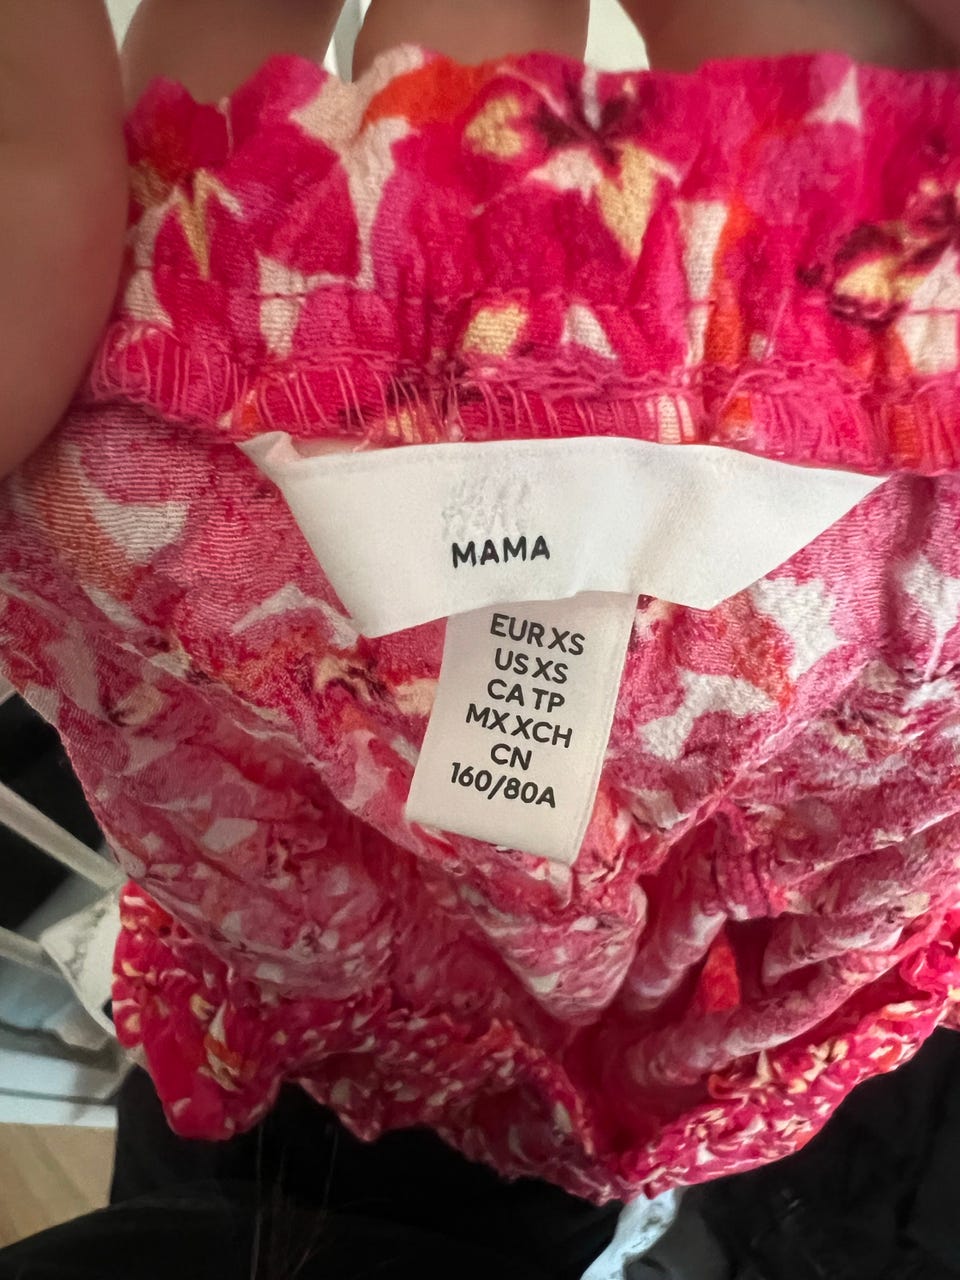 MAMA
EUR XS
US XS
CA TP
MX XCH
CN
160/80A